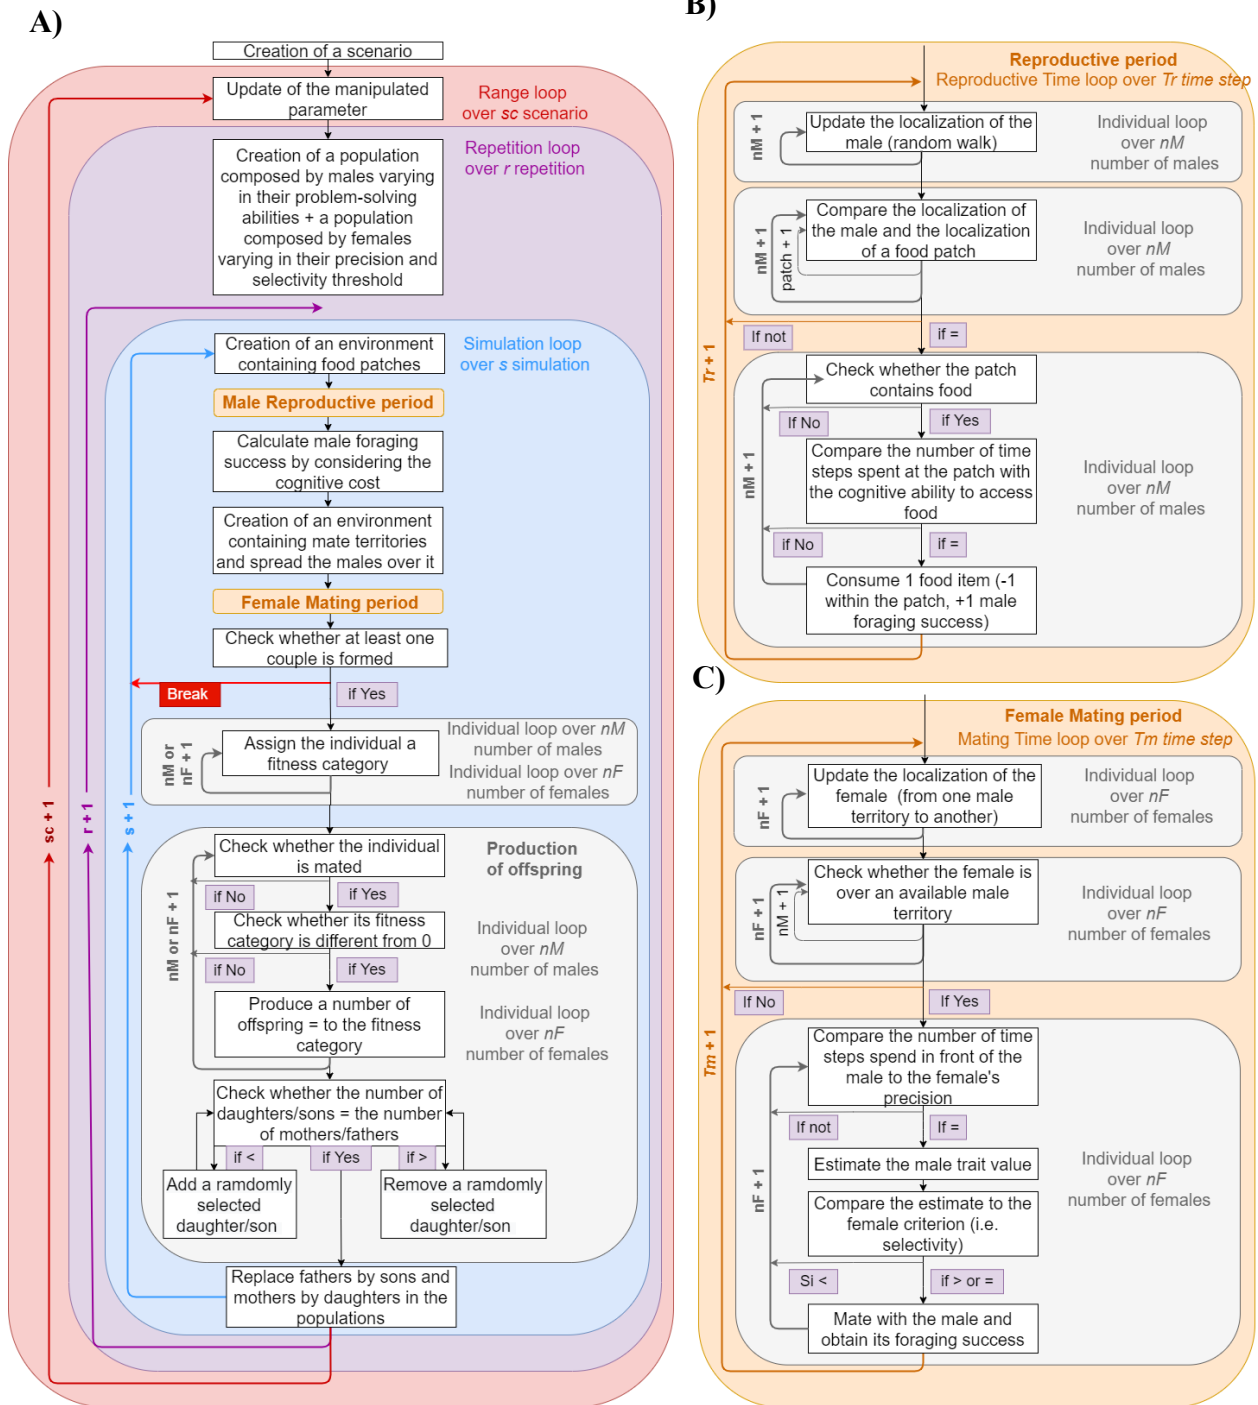 A)
Creation of a scenario
Update of the manipulated
parameter
Range loop
over sc scenario
Creation of a population
composed by males varying
in their problem-solving
abilities + a population
composed by females
varying in their precision and
selectivity threshold
Repetition loop
over r repetition
Creation of an environment
containing food patches
Simulation loop
over s simulation
Male Reproductive period
Calculate male foraging
success by considering the
cognitive cost
Creation of an environment
containing mate territories
and spread the males over it
Female Mating period
Check whether at least one
couple is formed
Break
if Yes
Assign the individual a
fitness category
nM or
nF + 1
Individual loop over nM
number of males
Individual loop over nF
number of females
sc + 1
r + 1
s + 1
Check whether the individual
is mated
Production
of offspring
if No
if Yes
Check whether its fitness
category is different from 0
if No
if Yes
nM or nF + 1
Individual loop
over nM
number of males
Produce a number of
offspring = to the fitness
category
Individual loop
over nF
number of females
Check whether the number of
daughters/sons = the number
of mothers/fathers
if <
if Yes
if >
Add a randomly
selected
daughter/son
Remove a randomly
selected
daughter/son
Replace fathers by sons and
mothers by daughters in the
populations
B)
Reproductive period
Reproductive Time loop over Tr time step
Update the localization of the
male (random walk)
nM + 1
Individual loop
over nM
number of males
Compare the localization of
the male and the localization
of a food patch
nM + 1
patch + 1
Individual loop
over nM
number of males
If not
if =
Tr + 1
Check whether the patch
contains food
If No
if Yes
Compare the number of time
steps spent at the patch with
the cognitive ability to access
food
nM + 1
Individual loop
over nM
number of males
if No
if =
Consume 1 food item (-1
within the patch, +1 male
foraging success)
C)
Female Mating period
Mating Time loop over Tm time step
Update the localization of the
female (from one male
territory to another)
nF + 1
Individual loop
over nF
number of females
Check whether the female is
over an available male
territory
nF + 1
nM + 1
Individual loop
over nF
number of females
If No
If Yes
Tm + 1
Compare the number of time
steps spend in front of the
male to the female's
precision
If not
If =
Estimate the male trait value
Compare the estimate to the
female criterion (i.e.
selectivity)
nF + 1
Individual loop
over nF
number of females
Si <
if > or =
Mate with the male and
obtain its foraging success